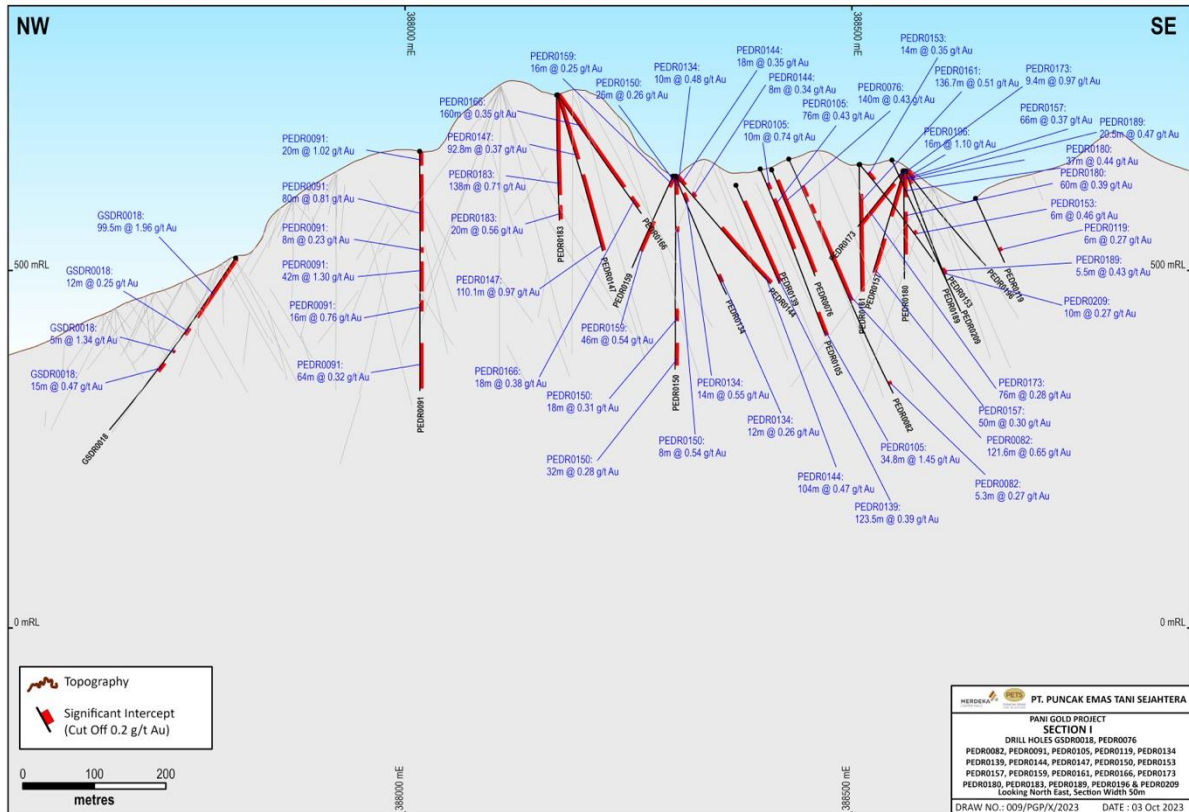 NW
SE
388000 mE
388500 mE
PEDR0159:
16m @ 0.25 g/t Au
PEDR0150:
26m @ 0.26 g/t Au
PEDR0134:
10m @ 0.48 g/t Au
PEDR0144:
18m @ 0.35 g/t Au
PEDR0144:
8m @ 0.34 g/t Au
PEDR0076:
140m @ 0.43 g/t Au
PEDR0105:
76m @ 0.43 g/t Au
PEDR0105:
10m @ 0.74 g/t Au
PEDR0153:
14m @ 0.35 g/t Au
PEDR0161:
136.7m @ 0.51 g/t Au
PEDR0173:
9.4m @ 0.97 g/t Au
PEDR0157:
66m @ 0.37 g/t Au
PEDR0189:
20.5m @ 0.47 g/t Au
PEDR0196:
16m @ 1.10 g/t Au
PEDR0180:
37m @ 0.44 g/t Au
PEDR0180:
60m @ 0.39 g/t Au
PEDR0153:
6m @ 0.46 g/t Au
PEDR0119:
6m @ 0.27 g/t Au
PEDR0189:
5.5m @ 0.43 g/t Au
PEDR0209:
10m @ 0.27 g/t Au
PEDR0166:
160m @ 0.35 g/t Au
PEDR0147:
92.8m @ 0.37 g/t Au
PEDR0183:
138m @ 0.71 g/t Au
PEDR0183:
20m @ 0.56 g/t Au
PEDR0147:
110.1m @ 0.97 g/t Au
PEDR0166:
18m @ 0.38 g/t Au
PEDR0091:
20m @ 1.02 g/t Au
PEDR0091:
80m @ 0.81 g/t Au
PEDR0091:
8m @ 0.23 g/t Au
PEDR0091:
42m @ 1.30 g/t Au
PEDR0091:
16m @ 0.76 g/t Au
PEDR0091:
64m @ 0.32 g/t Au
GSDR0018:
99.5m @ 1.96 g/t Au
GSDR0018:
12m @ 0.25 g/t Au
GSDR0018:
5m @ 1.34 g/t Au
GSDR0018:
15m @ 0.47 g/t Au
500 mRL
500 mRL
GSDR0018
PEDR0091
PEDR0183
PEDR0147
PEDR0159
PEDR0166
PEDR0150
PEDR0134
PEDR0144
PEDR0139
PEDR0076
PEDR0105
PEDR0173
PEDR0161
PEDR0157
PEDR0082
PEDR0180
PEDR0189
PEDR0153
PEDR0209
PEDR0196
PEDR0119
PEDR0159:
46m @ 0.54 g/t Au
PEDR0150:
18m @ 0.31 g/t Au
PEDR0150:
32m @ 0.28 g/t Au
PEDR0134:
14m @ 0.55 g/t Au
PEDR0150:
8m @ 0.54 g/t Au
PEDR0134:
12m @ 0.26 g/t Au
PEDR0144:
104m @ 0.47 g/t Au
PEDR0139:
123.5m @ 0.39 g/t Au
PEDR0105:
34.8m @ 1.45 g/t Au
PEDR0173:
76m @ 0.28 g/t Au
PEDR0157:
50m @ 0.30 g/t Au
PEDR0082:
121.6m @ 0.65 g/t Au
PEDR0082:
5.3m @ 0.27 g/t Au
0 mRL
0 mRL
Topography
Significant Intercept
(Cut Off 0.2 g/t Au)
0 100 200
metres
388000 mE
388500 mE
MERDEKA
PETS
PT. PUNCAK EMAS TANI SEJAHTERA
PANI GOLD PROJECT
SECTION I
DRILL HOLES GSDR0018, PEDR0076
PEDR0082, PEDR0091, PEDR0105, PEDR0119, PEDR0134
PEDR0139, PEDR0144, PEDR0147, PEDR0150, PEDR0153
PEDR0157, PEDR0159, PEDR0161, PEDR0166, PEDR0173
PEDR0180, PEDR0183, PEDR0189, PEDR0196 & PEDR0209
Looking North East, Section Width 50m
DRAW NO.: 009/PGP/X/2023 DATE : 03 Oct 2023